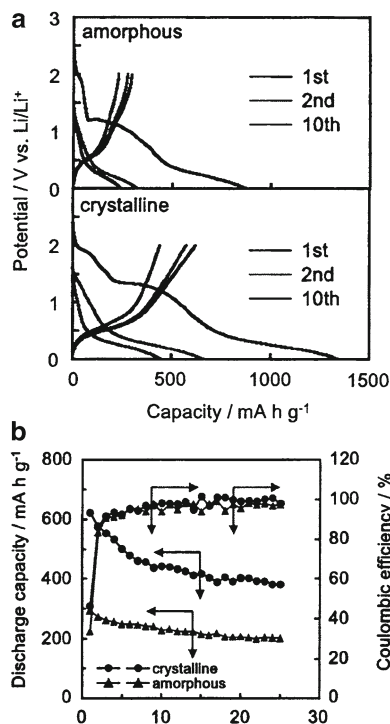 a
3
amorphous
2
1st
2nd
1
10th
0
Potential / V vs. Li/Li⁺
crystalline
2
1st
2nd
1
10th
0
0 500 1000 1500
Capacity / mA h g⁻¹
b
800
600
400
200
0
Discharge capacity / mA h g⁻¹
120
100
80
60
40
20
0
Coulombic efficiency / %
crystalline
amorphous
0 10 20 30